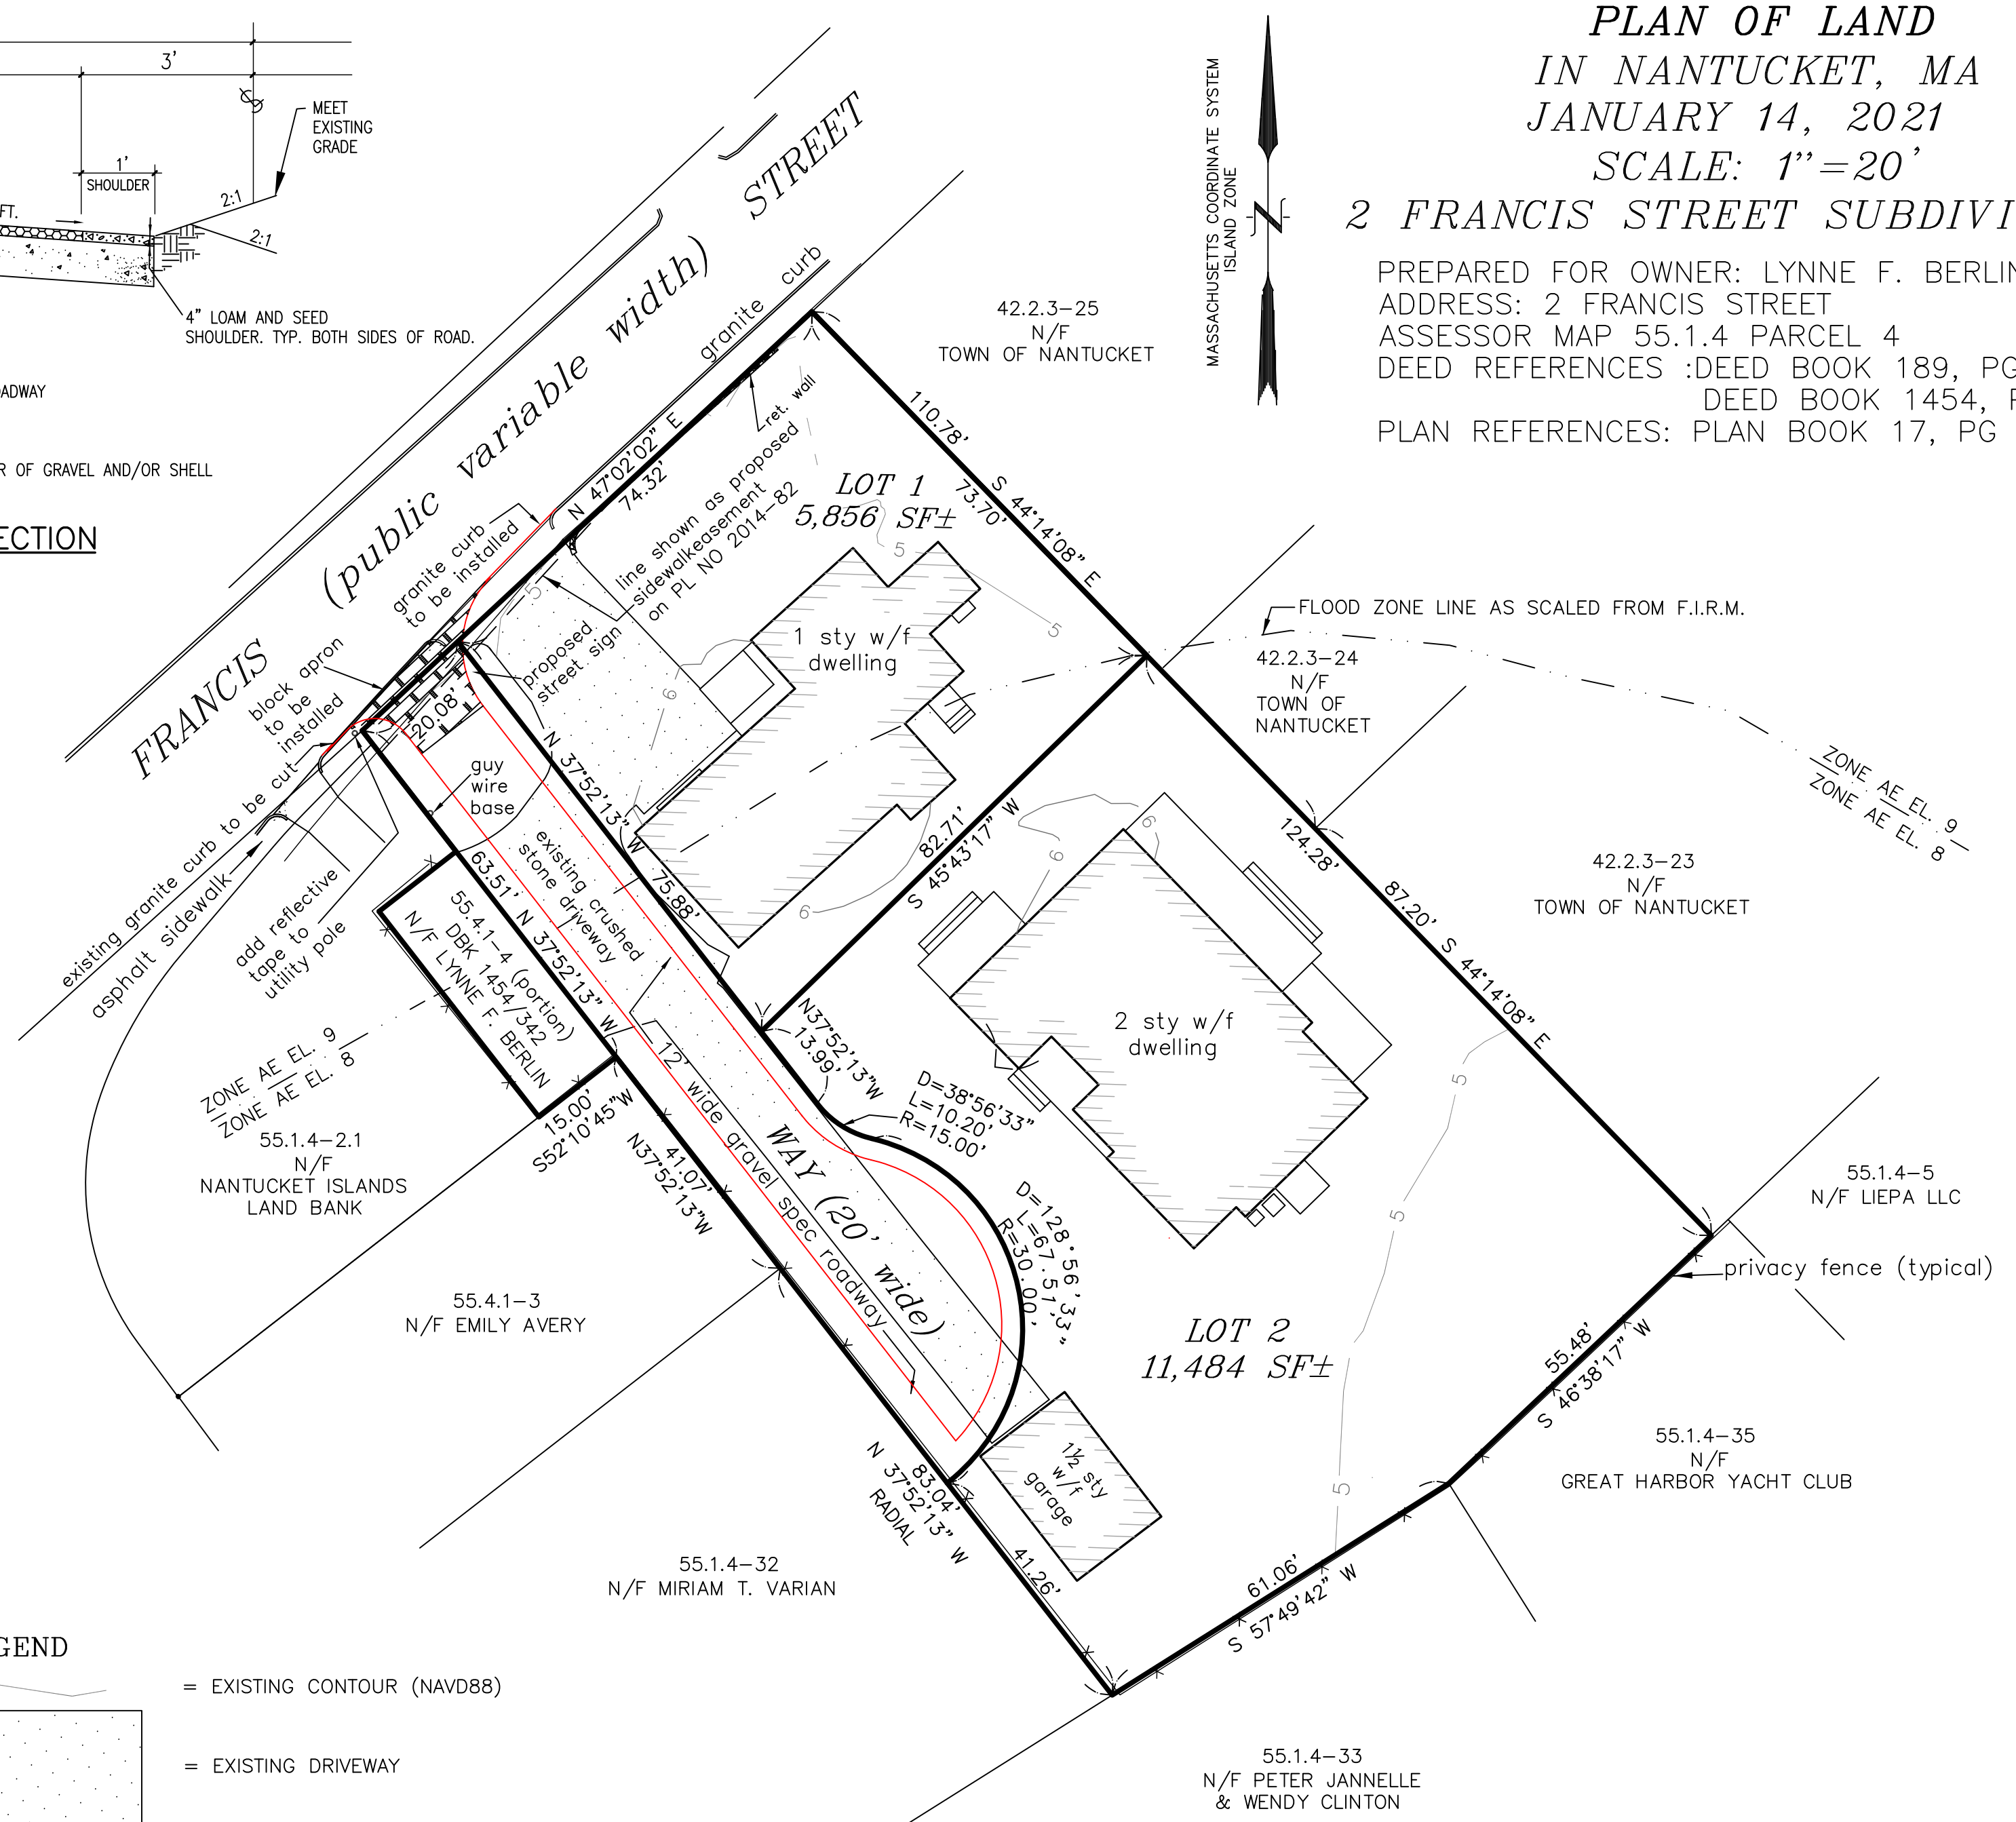 PLAN OF LAND
IN NANTUCKET, MA
JANUARY 14, 2021
SCALE: 1"=20'
2 FRANCIS STREET SUBDIVI
PREPARED FOR OWNER: LYNNE F. BERLIN
ADDRESS: 2 FRANCIS STREET
ASSESSOR MAP 55.1.4 PARCEL 4
DEED REFERENCES :DEED BOOK 189, PG
DEED BOOK 1454, P
PLAN REFERENCES: PLAN BOOK 17, PG
MASSACHUSETTS COORDINATE SYSTEM
ISLAND ZONE
N
3'
MEET
EXISTING
GRADE
1'
SHOULDER
2:1
2:1
FT.
4" LOAM AND SEED
SHOULDER. TYP. BOTH SIDES OF ROAD.
ADWAY
R OF GRAVEL AND/OR SHELL
ECTION
FRANCIS (public variable width) STREET
granite curb
42.2.3-25
N/F
TOWN OF NANTUCKET
N 47°02'02" E
74.32'
ret. wall
line shown as proposed
sidewalkeasement
on PL NO 2014-82
granite curb
to be installed
block apron
to be
installed
proposed
street sign
20.08'
110.78'
S 44°14'08" E
73.70'
LOT 1
5,856 SF±
5
5
5
6
1 sty w/f
dwelling
FLOOD ZONE LINE AS SCALED FROM F.I.R.M.
42.2.3-24
N/F
TOWN OF
NANTUCKET
ZONE AE EL. 9
ZONE AE EL. 8
guy
wire
base
N 37°52'13" W
75.88'
existing crushed
stone driveway
existing granite curb to be cut
asphalt sidewalk
add reflective
tape to
utility pole
63.51' N 37°52'13" W
55.4.1-4 (portion)
DBK 1454/342
N/F LYNNE F. BERLIN
82.71'
S 45°43'17" W
6
6
6
124.28'
42.2.3-23
N/F
TOWN OF NANTUCKET
87.20' S 44°14'08" E
2 sty w/f
dwelling
ZONE AE EL. 9
ZONE AE EL. 8
55.1.4-2.1
N/F
NANTUCKET ISLANDS
LAND BANK
15.00'
S52°10'45"W
N37°52'13"W
13.99'
D=38°56'33"
L=10.20'
R=15.00'
41.07'
N37°52'13"W
WAY (20' wide)
12' wide gravel spec roadway
D=128°56'33"
L=67.57'
R=30.00'
5
5
5
55.1.4-5
N/F LIEPA LLC
privacy fence (typical)
55.4.1-3
N/F EMILY AVERY
LOT 2
11,484 SF±
55.48'
S 46°38'17" W
55.1.4-35
N/F
GREAT HARBOR YACHT CLUB
83.04'
N 37°52'13" W
RADIAL
1½ sty
w/f
garage
41.26'
61.06'
S 57°49'42" W
55.1.4-32
N/F MIRIAM T. VARIAN
55.1.4-33
N/F PETER JANNELLE
& WENDY CLINTON
GEND
= EXISTING CONTOUR (NAVD88)
= EXISTING DRIVEWAY